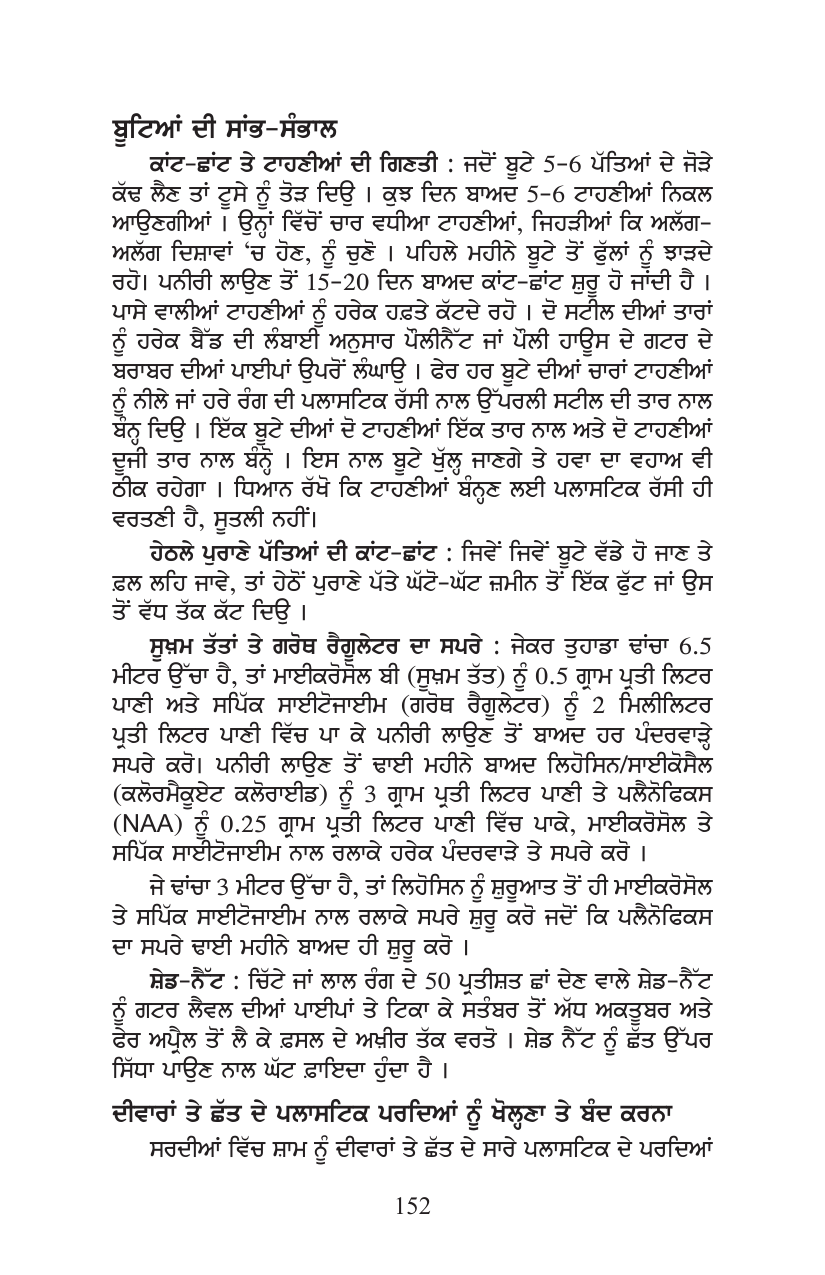 ਬੂਟਿਆਂ ਦੀ ਸਾਂਭ-ਸੰਭਾਲ
ਕਾਂਟ-ਛਾਂਟ ਤੇ ਟਾਹਣੀਆਂ ਦੀ ਗਿਣਤੀ : ਜਦੋਂ ਬੂਟੇ 5-6 ਪੱਤਿਆਂ ਦੇ ਜੋੜੇ
ਕੱਢ ਲੈਣ ਤਾਂ ਟੂਸੇ ਨੂੰ ਤੋੜ ਦਿਉ । ਕੁਝ ਦਿਨ ਬਾਅਦ 5-6 ਟਾਹਣੀਆਂ ਨਿਕਲ
ਆਉਣਗੀਆਂ । ਉਨ੍ਹਾਂ ਵਿੱਚੋਂ ਚਾਰ ਵਧੀਆ ਟਾਹਣੀਆਂ, ਜਿਹੜੀਆਂ ਕਿ ਅਲੱਗ-
ਅਲੱਗ ਦਿਸ਼ਾਵਾਂ ‘ਚ ਹੋਣ, ਨੂੰ ਚੁਣੋ । ਪਹਿਲੇ ਮਹੀਨੇ ਬੂਟੇ ਤੋਂ ਫੁੱਲਾਂ ਨੂੰ ਝਾੜਦੇ
ਰਹੋ। ਪਨੀਰੀ ਲਾਉਣ ਤੋਂ 15-20 ਦਿਨ ਬਾਅਦ ਕਾਂਟ-ਛਾਂਟ ਸ਼ੁਰੂ ਹੋ ਜਾਂਦੀ ਹੈ ।
ਪਾਸੇ ਵਾਲੀਆਂ ਟਾਹਣੀਆਂ ਨੂੰ ਹਰੇਕ ਹਫ਼ਤੇ ਕੱਟਦੇ ਰਹੋ । ਦੋ ਸਟੀਲ ਦੀਆਂ ਤਾਰਾਂ
ਨੂੰ ਹਰੇਕ ਬੈੱਡ ਦੀ ਲੰਬਾਈ ਅਨੁਸਾਰ ਪੌਲੀਨੈੱਟ ਜਾਂ ਪੌਲੀ ਹਾਊਸ ਦੇ ਗਟਰ ਦੇ
ਬਰਾਬਰ ਦੀਆਂ ਪਾਈਪਾਂ ਉਪਰੋਂ ਲੰਘਾਉ । ਫੇਰ ਹਰ ਬੂਟੇ ਦੀਆਂ ਚਾਰਾਂ ਟਾਹਣੀਆਂ
ਨੂੰ ਨੀਲੇ ਜਾਂ ਹਰੇ ਰੰਗ ਦੀ ਪਲਾਸਟਿਕ ਰੱਸੀ ਨਾਲ ਉੱਪਰਲੀ ਸਟੀਲ ਦੀ ਤਾਰ ਨਾਲ
ਬੰਨ੍ਹ ਦਿਉ । ਇੱਕ ਬੂਟੇ ਦੀਆਂ ਦੋ ਟਾਹਣੀਆਂ ਇੱਕ ਤਾਰ ਨਾਲ ਅਤੇ ਦੋ ਟਾਹਣੀਆਂ
ਦੂਜੀ ਤਾਰ ਨਾਲ ਬੰਨ੍ਹੋ । ਇਸ ਨਾਲ ਬੂਟੇ ਖੁੱਲ੍ਹ ਜਾਣਗੇ ਤੇ ਹਵਾ ਦਾ ਵਹਾਅ ਵੀ
ਠੀਕ ਰਹੇਗਾ । ਧਿਆਨ ਰੱਖੋ ਕਿ ਟਾਹਣੀਆਂ ਬੰਨ੍ਹਣ ਲਈ ਪਲਾਸਟਿਕ ਰੱਸੀ ਹੀ
ਵਰਤਣੀ ਹੈ, ਸੂਤਲੀ ਨਹੀਂ।
ਹੇਠਲੇ ਪੁਰਾਣੇ ਪੱਤਿਆਂ ਦੀ ਕਾਂਟ-ਛਾਂਟ : ਜਿਵੇਂ ਜਿਵੇਂ ਬੂਟੇ ਵੱਡੇ ਹੋ ਜਾਣ ਤੇ
ਫ਼ਲ ਲਹਿ ਜਾਵੇ, ਤਾਂ ਹੇਠੋਂ ਪੁਰਾਣੇ ਪੱਤੇ ਘੱਟੋ-ਘੱਟ ਜ਼ਮੀਨ ਤੋਂ ਇੱਕ ਫੁੱਟ ਜਾਂ ਉਸ
ਤੋਂ ਵੱਧ ਤੱਕ ਕੱਟ ਦਿਉ ।
ਸੂਖ਼ਮ ਤੱਤਾਂ ਤੇ ਗਰੋਥ ਰੈਗੂਲੇਟਰ ਦਾ ਸਪਰੇ : ਜੇਕਰ ਤੁਹਾਡਾ ਢਾਂਚਾ 6.5
ਮੀਟਰ ਉੱਚਾ ਹੈ, ਤਾਂ ਮਾਈਕਰੋਸੋਲ ਬੀ (ਸੂਖ਼ਮ ਤੱਤ) ਨੂੰ 0.5 ਗ੍ਰਾਮ ਪ੍ਰਤੀ ਲਿਟਰ
ਪਾਣੀ ਅਤੇ ਸਪਿੱਕ ਸਾਈਟੋਜਾਈਮ (ਗਰੋਥ ਰੈਗੂਲੇਟਰ) ਨੂੰ 2 ਮਿਲੀਲਿਟਰ
ਪ੍ਰਤੀ ਲਿਟਰ ਪਾਣੀ ਵਿੱਚ ਪਾ ਕੇ ਪਨੀਰੀ ਲਾਉਣ ਤੋਂ ਬਾਅਦ ਹਰ ਪੰਦਰਵਾੜ੍ਹੇ
ਸਪਰੇ ਕਰੋ। ਪਨੀਰੀ ਲਾਉਣ ਤੋਂ ਢਾਈ ਮਹੀਨੇ ਬਾਅਦ ਲਿਹੋਸਿਨ/ਸਾਈਕੋਸੈਲ
(ਕਲੋਰਮੈਕੂਏਟ ਕਲੋਰਾਈਡ) ਨੂੰ 3 ਗ੍ਰਾਮ ਪ੍ਰਤੀ ਲਿਟਰ ਪਾਣੀ ਤੇ ਪਲੈਨੋਫਿਕਸ
(NAA) ਨੂੰ 0.25 ਗ੍ਰਾਮ ਪ੍ਰਤੀ ਲਿਟਰ ਪਾਣੀ ਵਿੱਚ ਪਾਕੇ, ਮਾਈਕਰੋਸੋਲ ਤੇ
ਸਪਿੱਕ ਸਾਈਟੋਜਾਈਮ ਨਾਲ ਰਲਾਕੇ ਹਰੇਕ ਪੰਦਰਵਾੜੇ ਤੇ ਸਪਰੇ ਕਰੋ ।
ਜੇ ਢਾਂਚਾ 3 ਮੀਟਰ ਉੱਚਾ ਹੈ, ਤਾਂ ਲਿਹੋਸਿਨ ਨੂੰ ਸ਼ੁਰੂਆਤ ਤੋਂ ਹੀ ਮਾਈਕਰੋਸੋਲ
ਤੇ ਸਪਿੱਕ ਸਾਈਟੋਜਾਈਮ ਨਾਲ ਰਲਾਕੇ ਸਪਰੇ ਸ਼ੁਰੂ ਕਰੋ ਜਦੋਂ ਕਿ ਪਲੈਨੋਫਿਕਸ
ਦਾ ਸਪਰੇ ਢਾਈ ਮਹੀਨੇ ਬਾਅਦ ਹੀ ਸ਼ੁਰੂ ਕਰੋ ।
ਸ਼ੇਡ-ਨੈੱਟ : ਚਿੱਟੇ ਜਾਂ ਲਾਲ ਰੰਗ ਦੇ 50 ਪ੍ਰਤੀਸ਼ਤ ਛਾਂ ਦੇਣ ਵਾਲੇ ਸ਼ੇਡ-ਨੈੱਟ
ਨੂੰ ਗਟਰ ਲੈਵਲ ਦੀਆਂ ਪਾਈਪਾਂ ਤੇ ਟਿਕਾ ਕੇ ਸਤੰਬਰ ਤੋਂ ਅੱਧ ਅਕਤੂਬਰ ਅਤੇ
ਫੇਰ ਅਪ੍ਰੈਲ ਤੋਂ ਲੈ ਕੇ ਫ਼ਸਲ ਦੇ ਅਖ਼ੀਰ ਤੱਕ ਵਰਤੋ । ਸ਼ੇਡ ਨੈੱਟ ਨੂੰ ਛੱਤ ਉੱਪਰ
ਸਿੱਧਾ ਪਾਉਣ ਨਾਲ ਘੱਟ ਫ਼ਾਇਦਾ ਹੁੰਦਾ ਹੈ ।
ਦੀਵਾਰਾਂ ਤੇ ਛੱਤ ਦੇ ਪਲਾਸਟਿਕ ਪਰਦਿਆਂ ਨੂੰ ਖੋਲ੍ਹਣਾ ਤੇ ਬੰਦ ਕਰਨਾ
ਸਰਦੀਆਂ ਵਿੱਚ ਸ਼ਾਮ ਨੂੰ ਦੀਵਾਰਾਂ ਤੇ ਛੱਤ ਦੇ ਸਾਰੇ ਪਲਾਸਟਿਕ ਦੇ ਪਰਦਿਆਂ
152